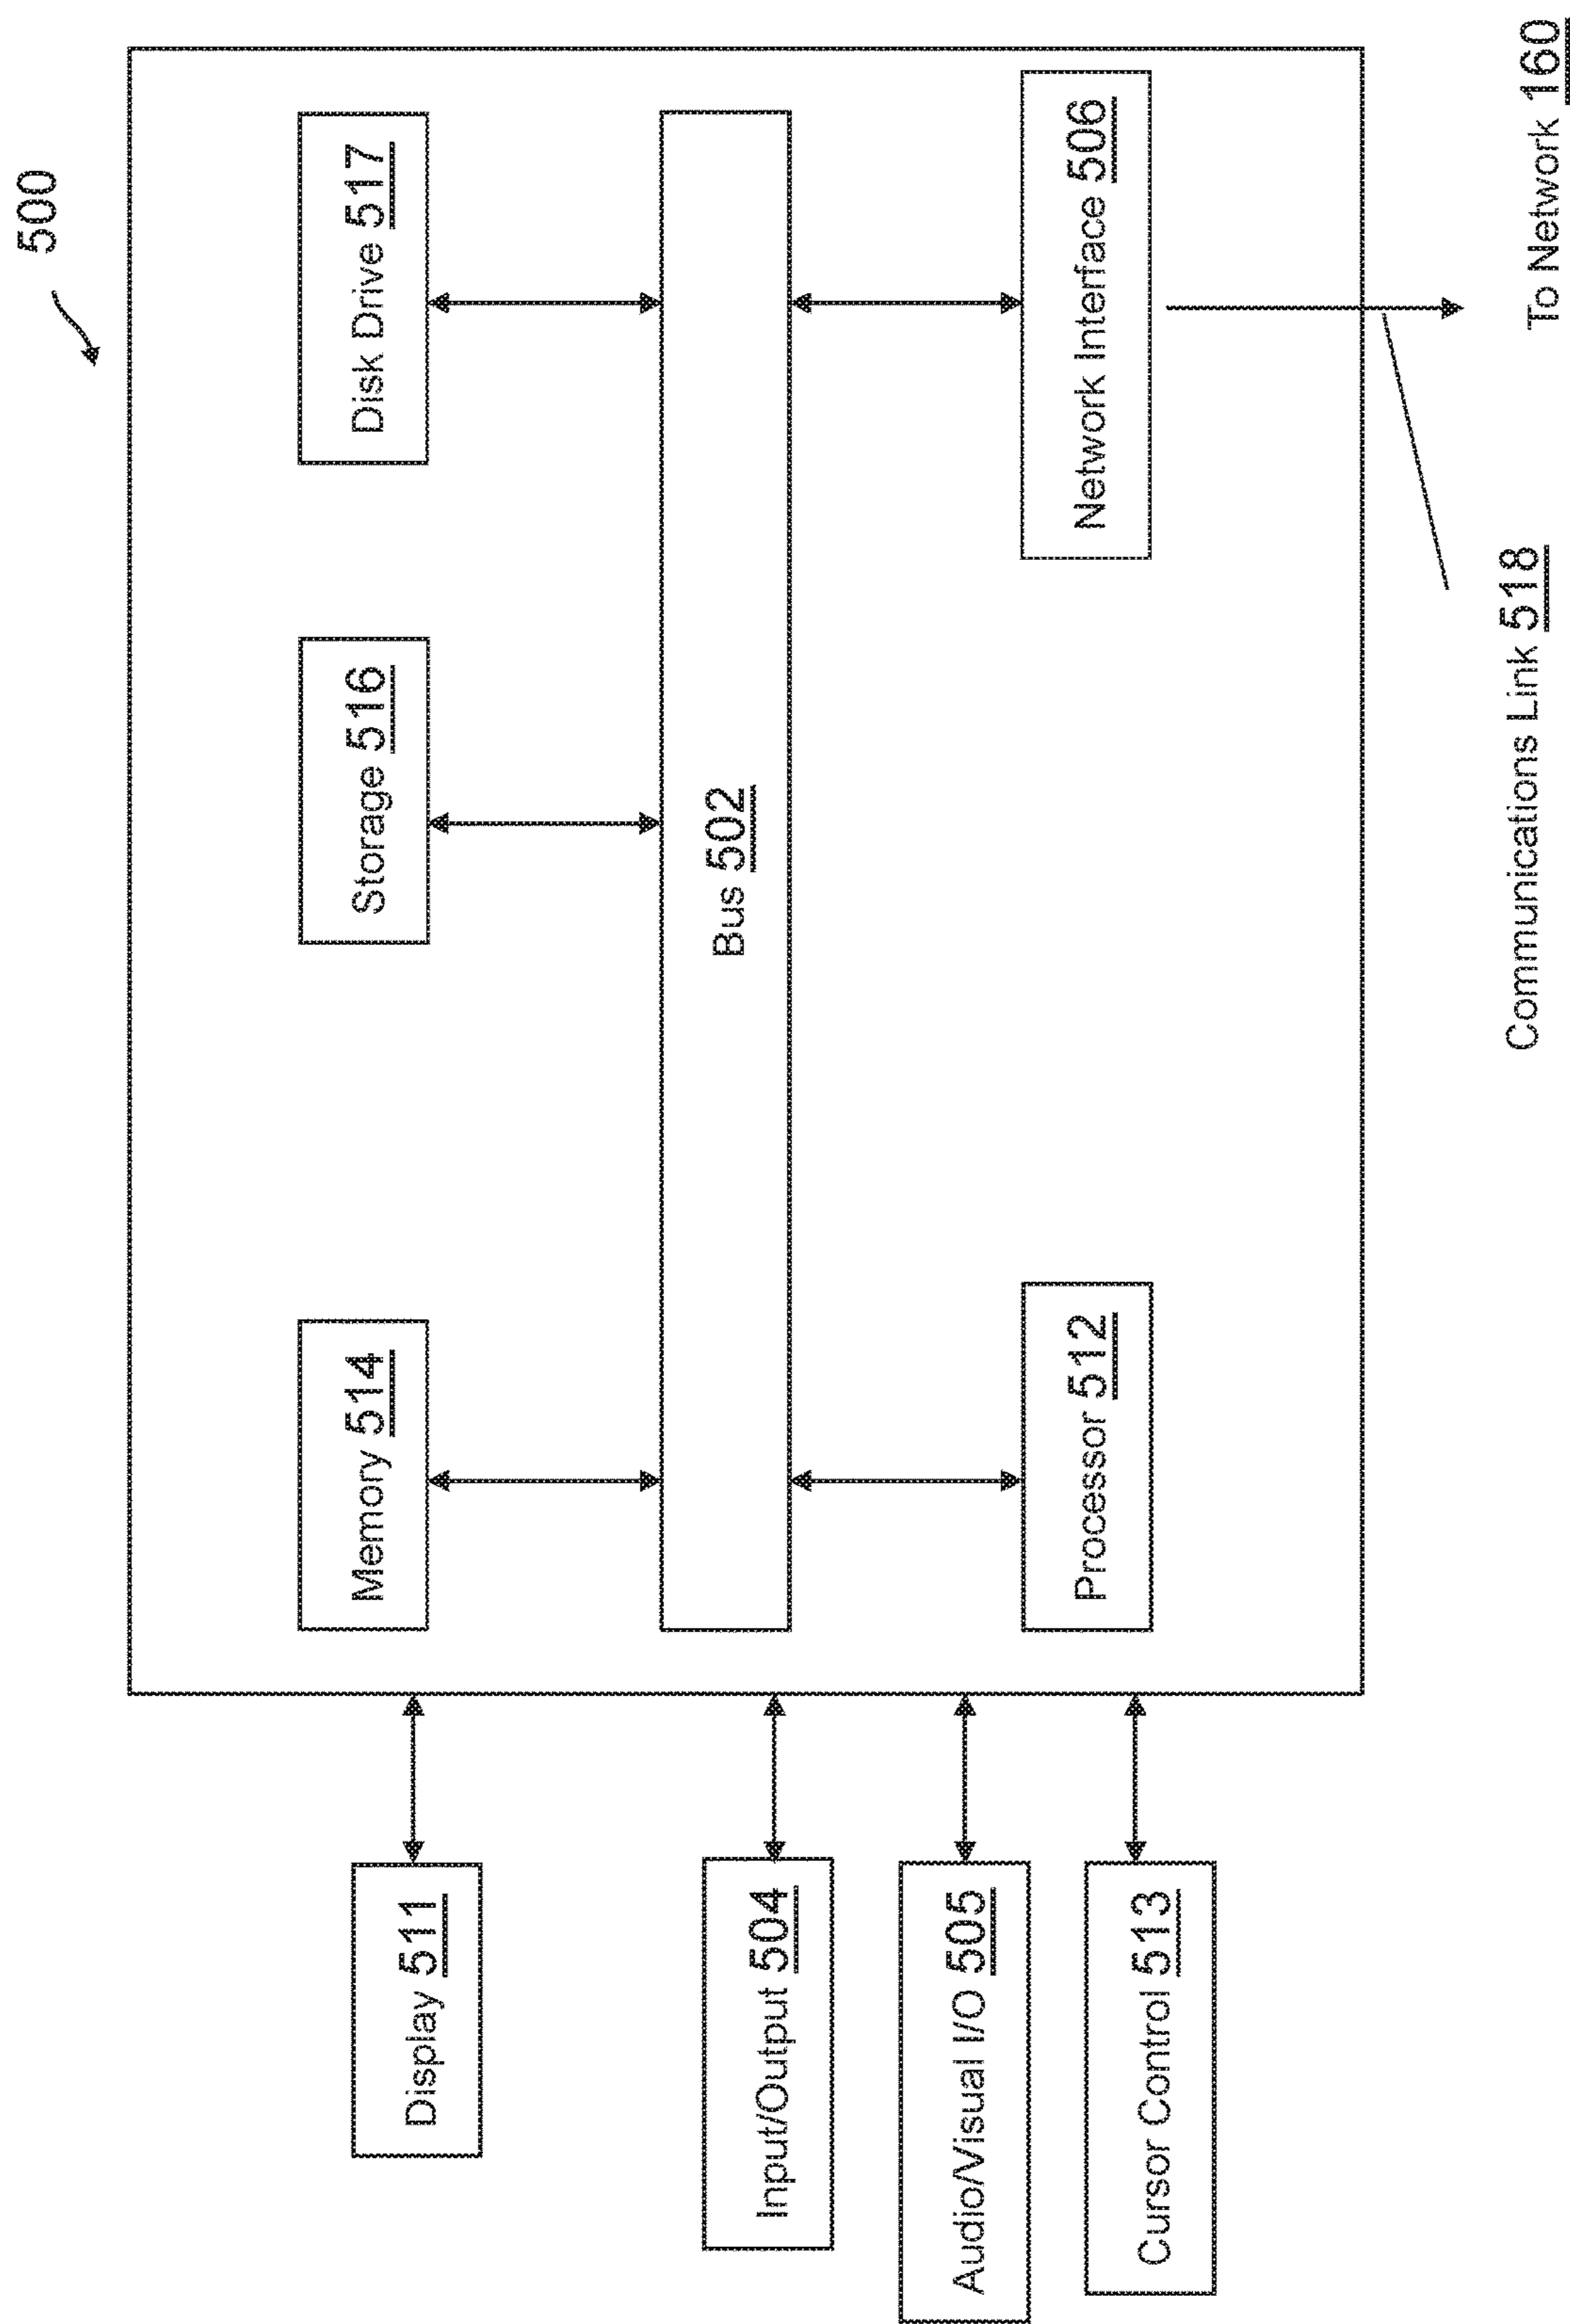 500
Display 511
Memory 514
Storage 516
Disk Drive 517
Input/Output 504
Bus 502
Audio/Visual I/O 505
Cursor Control 513
Processor 512
Network Interface 506
Communications Link 518
To Network 160